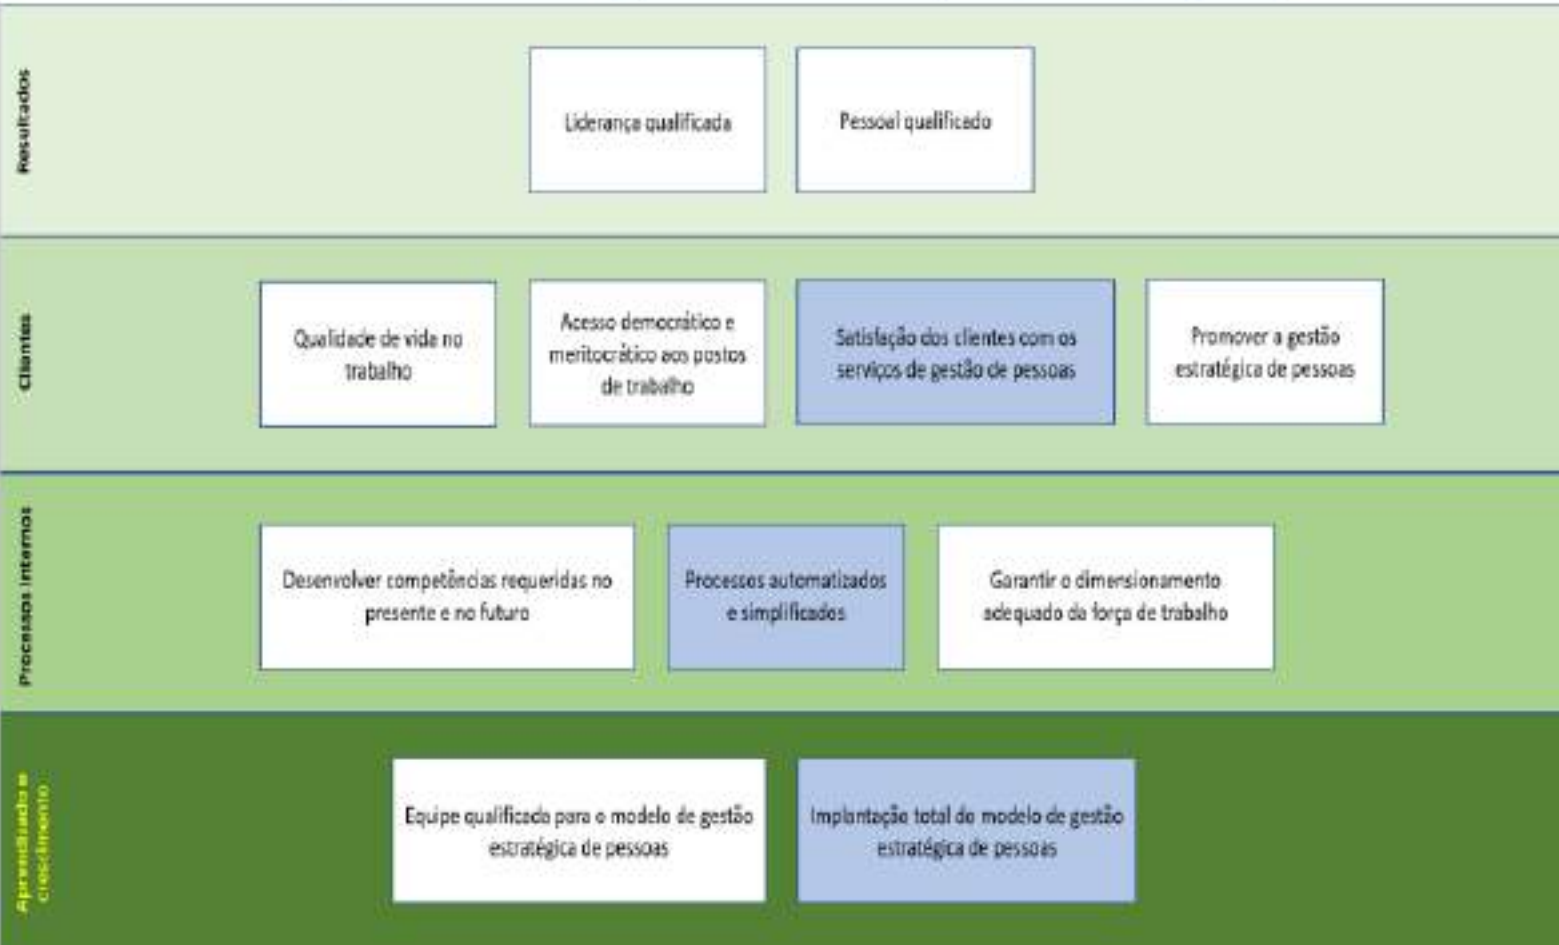 Resultados
Liderança qualificada
Pessoal qualificado
Clientes
Qualidade de vida no
trabalho
Acesso democrático e
meritocrático aos postos
de trabalho
Satisfação dos clientes com os
serviços de gestão de pessoas
Promover a gestão
estratégica de pessoas
Processos internos
Desenvolver competências requeridas no
presente e no futuro
Processos automatizados
e simplificados
Garantir o dimensionamento
adequado da força de trabalho
Aprendizado e
crescimento
Equipe qualificada para o modelo de gestão
estratégica de pessoas
Implantação total do modelo de gestão
estratégica de pessoas